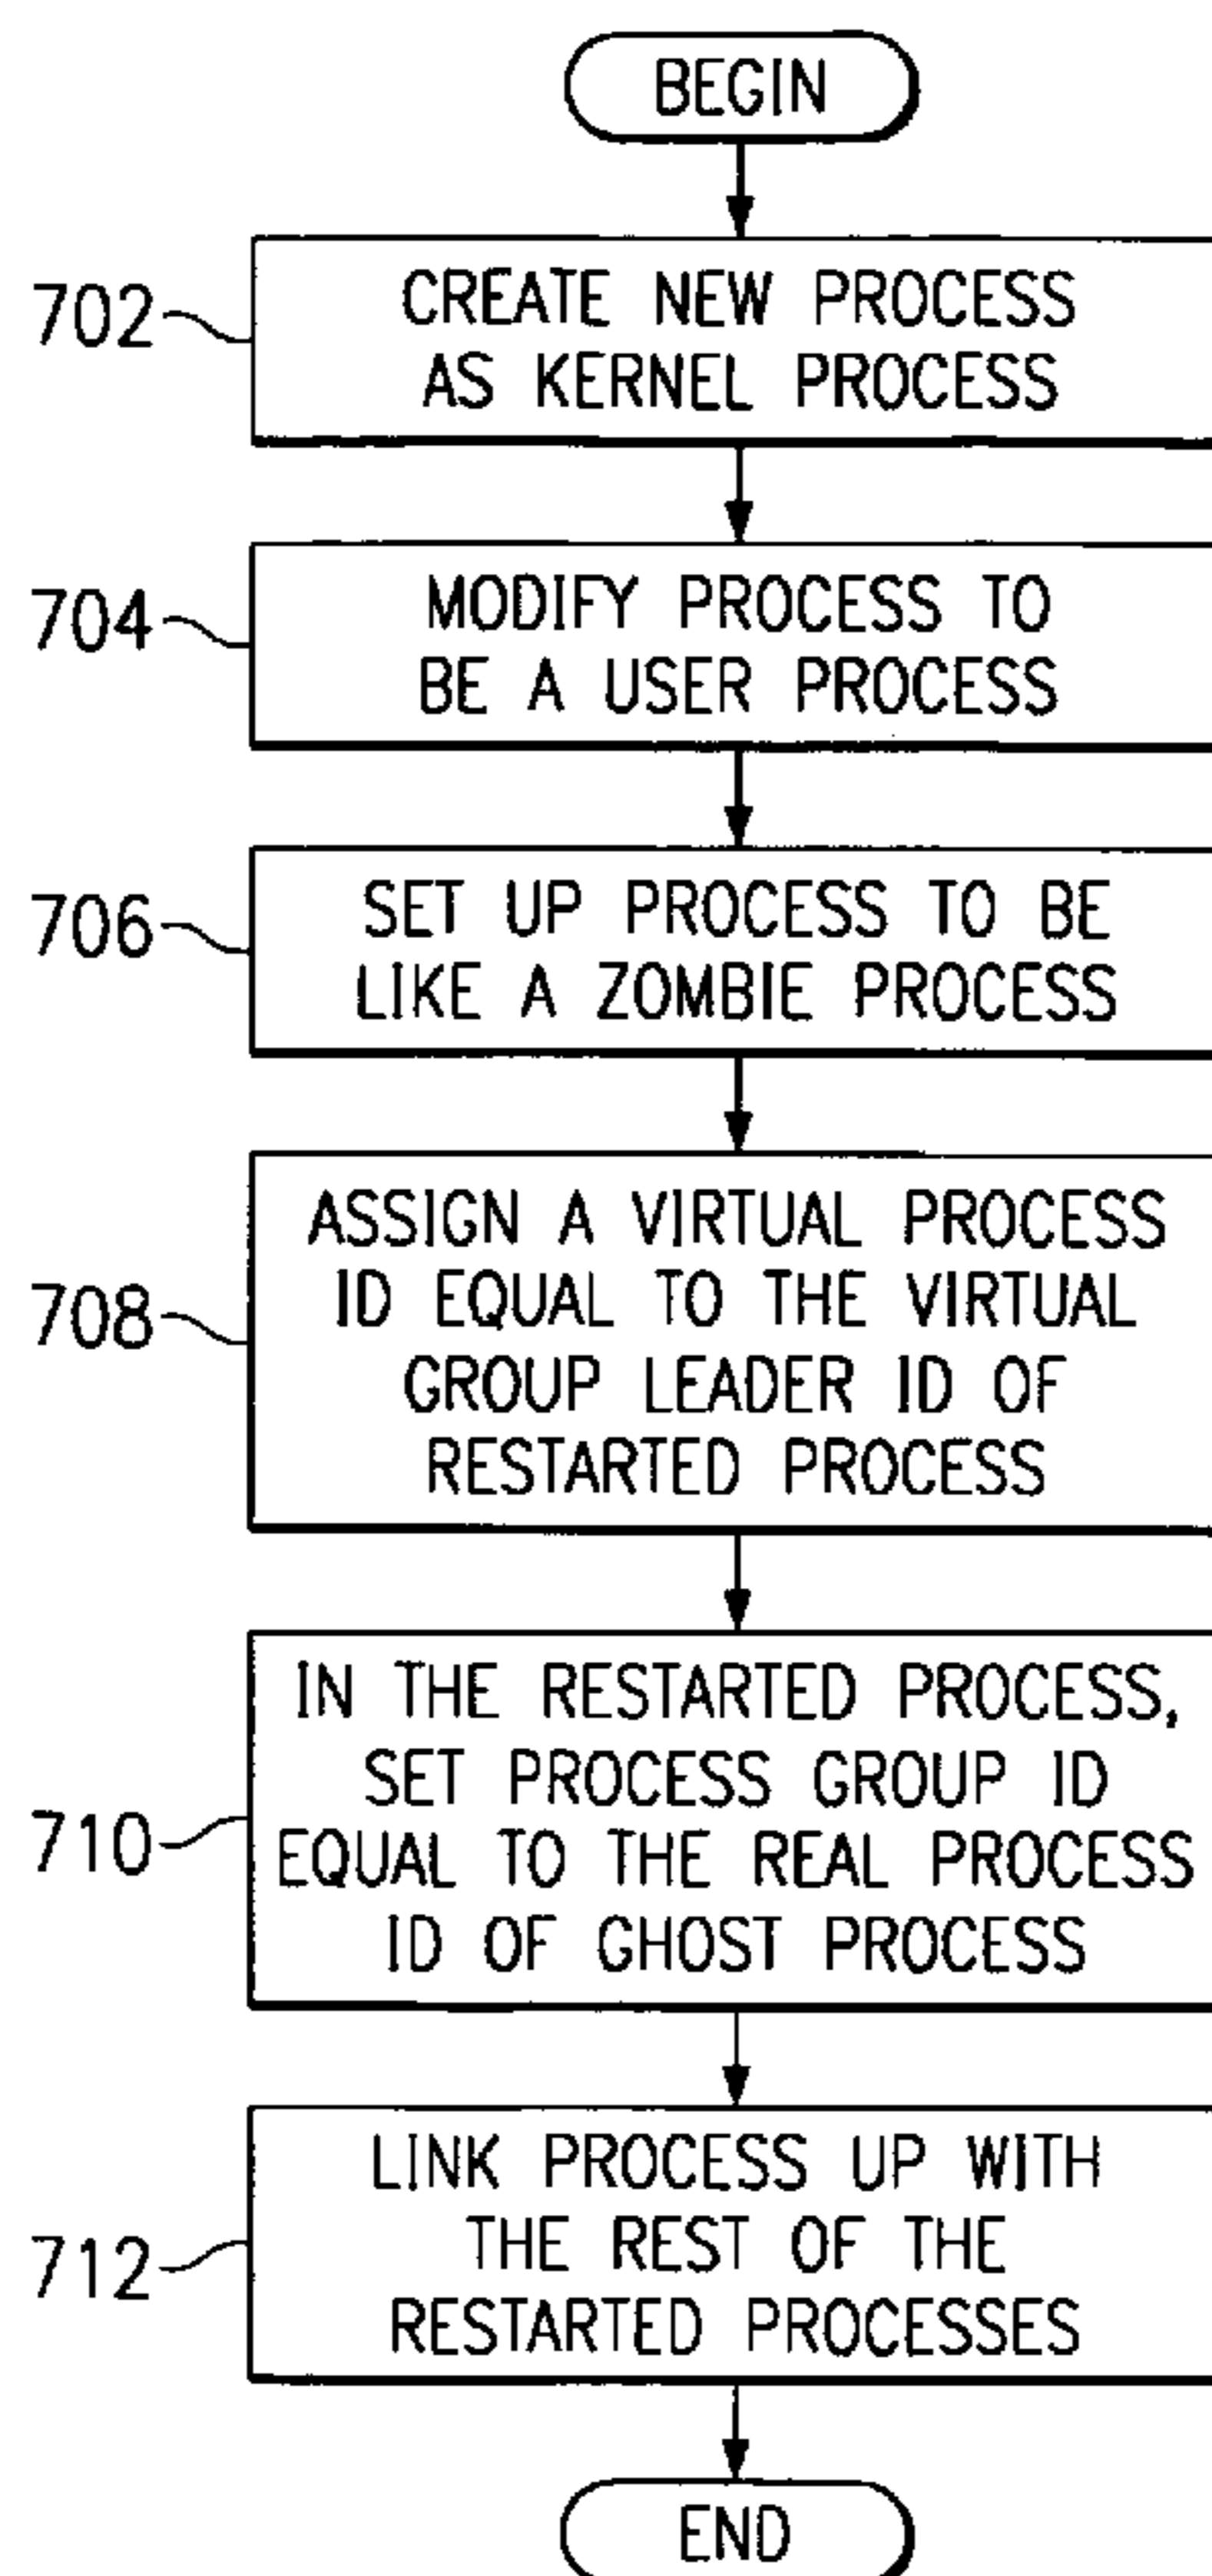 BEGIN
702
CREATE NEW PROCESS
AS KERNEL PROCESS
704
MODIFY PROCESS TO
BE A USER PROCESS
706
SET UP PROCESS TO BE
LIKE A ZOMBIE PROCESS
708
ASSIGN A VIRTUAL PROCESS
ID EQUAL TO THE VIRTUAL
GROUP LEADER ID OF
RESTARTED PROCESS
710
IN THE RESTARTED PROCESS,
SET PROCESS GROUP ID
EQUAL TO THE REAL PROCESS
ID OF GHOST PROCESS
712
LINK PROCESS UP WITH
THE REST OF THE
RESTARTED PROCESSES
END